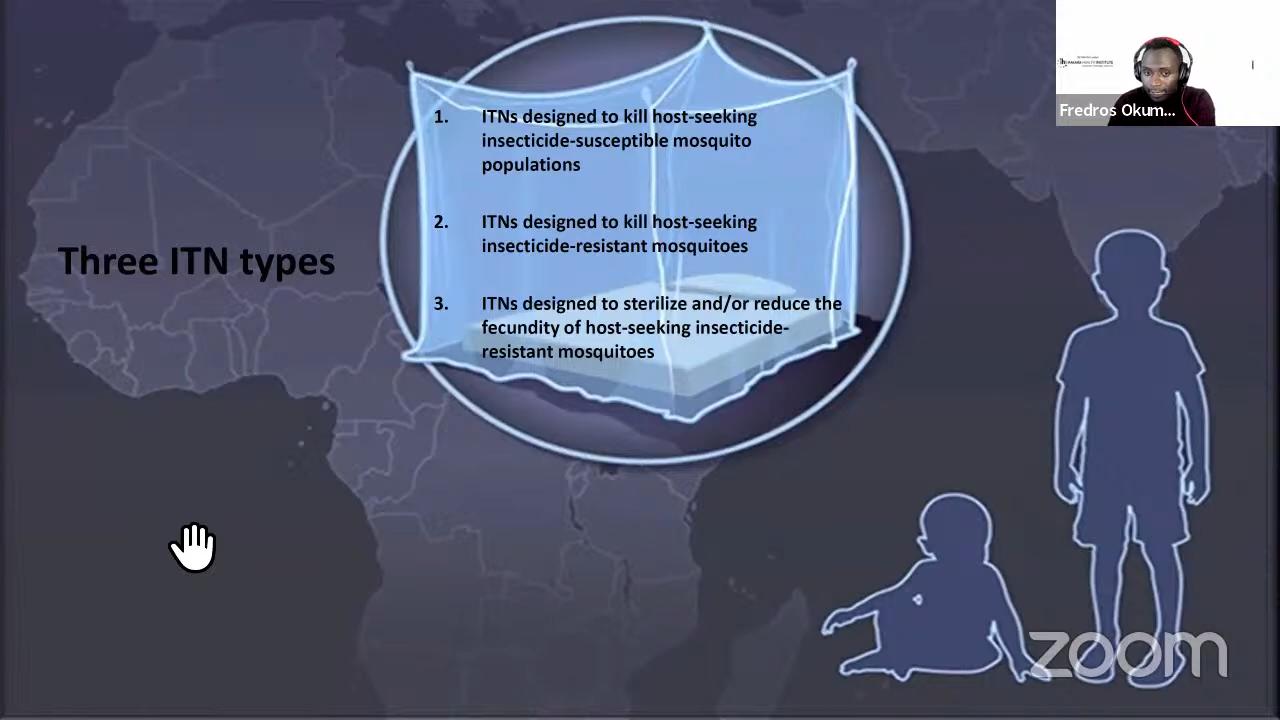 Three ITN types
1. ITNs designed to kill host-seeking
insecticide-susceptible mosquito
populations
2. ITNs designed to kill host-seeking
insecticide-resistant mosquitoes
3. ITNs designed to sterilize and/or reduce the
fecundity of host-seeking insecticide-
resistant mosquitoes
Fredros Okum...
zoom